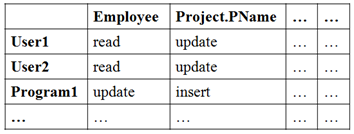 Employee Project.PName … …
User1 read update … …
User2 read update … …
Program1 update insert … …
… … … … …